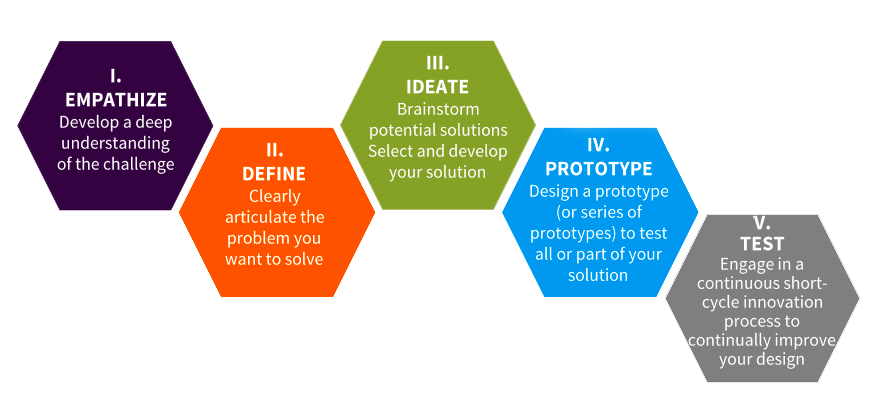 I.
EMPATHIZE
Develop a deep
understanding
of the challenge
II.
DEFINE
Clearly
articulate the
problem you
want to solve
III.
IDEATE
Brainstorm
potential solutions
Select and develop
your solution
IV.
PROTOTYPE
Design a prototype
(or series of
prototypes) to test
all or part of your
solution
V.
TEST
Engage in a
continuous short-
cycle innovation
process to
continually improve
your design